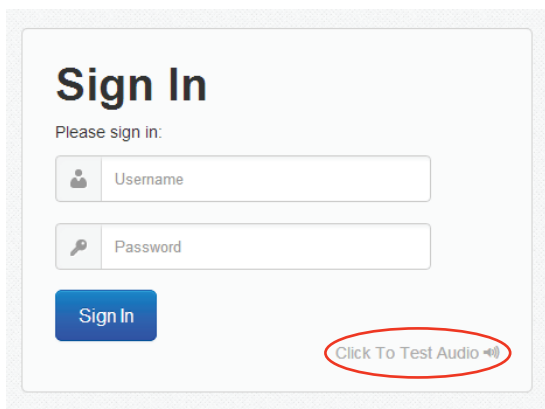 Sign In
Please sign in:
Username
Password
Sign In
Click To Test Audio